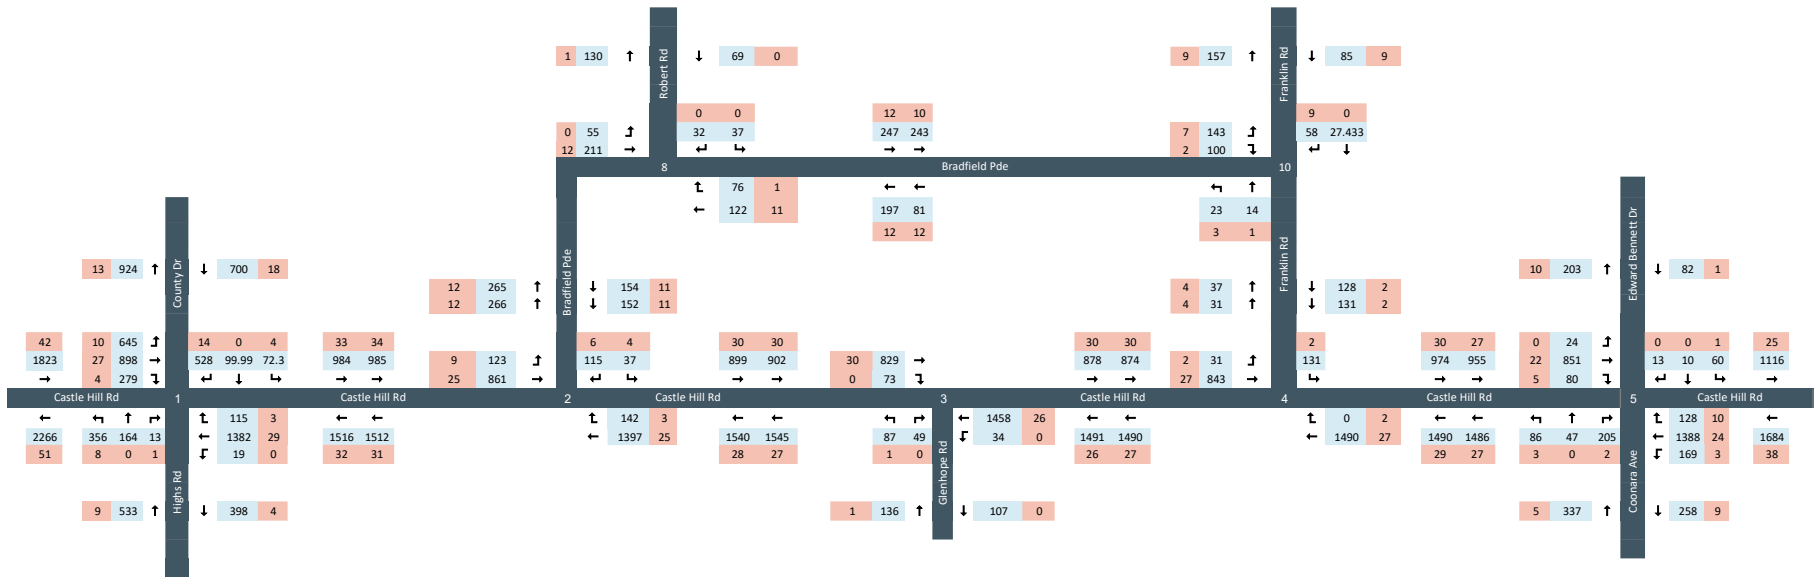 1 130 ↑ ↓ 69 0
9 157 ↑ ↓ 85 9
Robert Rd
Franklin Rd
0 0
12 10
9 0
0 55 32 37
247 243
7 143 58 27.433
12 211 →
→ →
2 100 ↓
8 Bradfield Pde 10
76 1
← ←
↑
← 122 11
197 81
23 14
12 12
3 1
County Dr
Bradfield Pde
Franklin Rd
Edward Bennett Dr
13 924 ↑ ↓ 700 18
10 203 ↑ ↓ 82 1
12 265 ↑ ↓ 154 11
4 37 ↑ ↓ 128 2
12 266 ↑ ↓ 152 11
4 31 ↑ ↓ 131 2
42 10 645 14 0 4 33 34 6 4 30 30 30 30 2 30 27 0 24 0 0 1 25
1823 27 898 → 528 99.99 72.3 984 985 9 123 115 37 899 902 30 829 → 878 874 2 31 131 974 955 22 851 → 13 10 60 1116
→ 4 279 ↓ → → 25 861 → → → 0 73 → → 27 843 → → → 5 80 ↓ →
Castle Hill Rd 1 Castle Hill Rd 2 Castle Hill Rd 3 Castle Hill Rd 4 Castle Hill Rd 5 Castle Hill Rd
← ↑ 115 3 ← ← 142 3 ← ← ← 1458 26 ← ← 0 2 ← ← ↑ 128 10 ←
2266 356 164 13 ← 1382 29 1516 1512 ← 1397 25 1540 1545 87 49 34 0 1491 1490 ← 1490 27 1490 1486 86 47 205 ← 1388 24 1684
51 8 0 1 19 0 32 31 28 27 1 0 26 27 29 27 3 0 2 169 3 38
Highs Rd
Glenhope Rd
Coonara Ave
9 533 ↑ ↓ 398 4
1 136 ↑ ↓ 107 0
5 337 ↑ ↓ 258 9